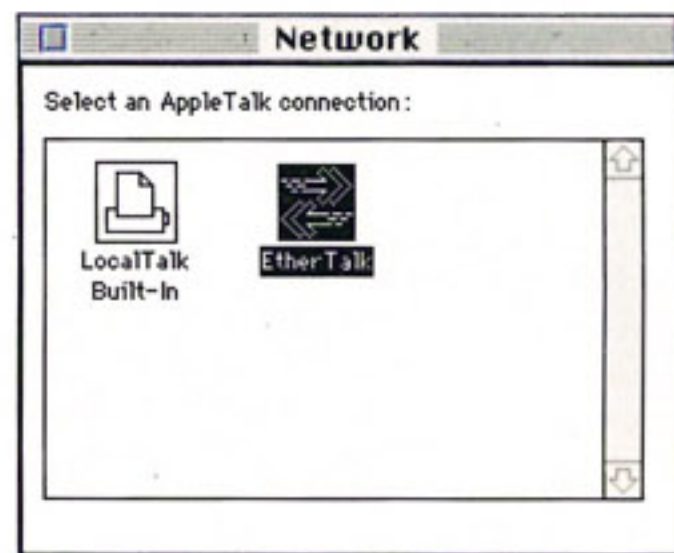 Network
Select an AppleTalk connection:
LocalTalk
Built-In
EtherTalk